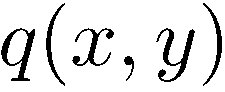 q(x, y)